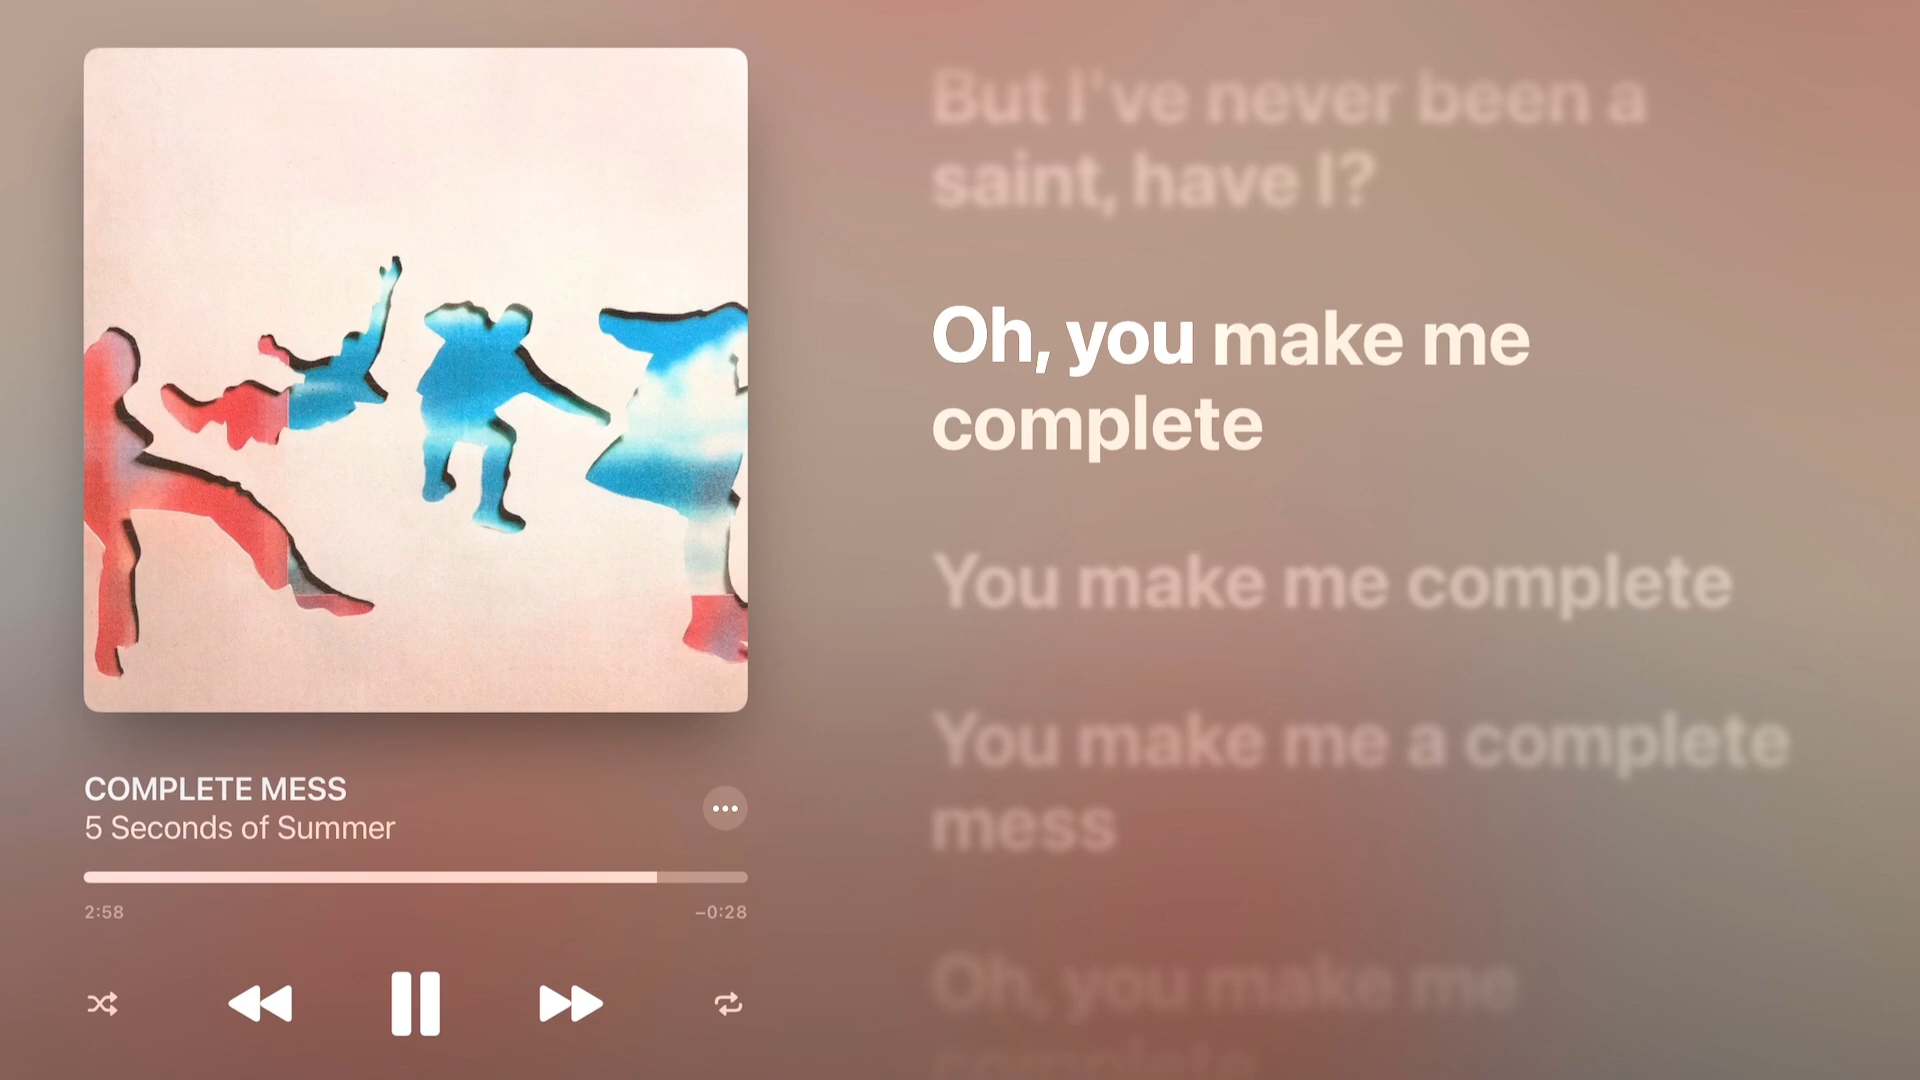 COMPLETE MESS
5 Seconds of Summer
2:58
−0:28
But I've never been a
saint, have I?
Oh, you make me
complete
You make me complete
You make me a complete
mess
Oh, you make me
complete